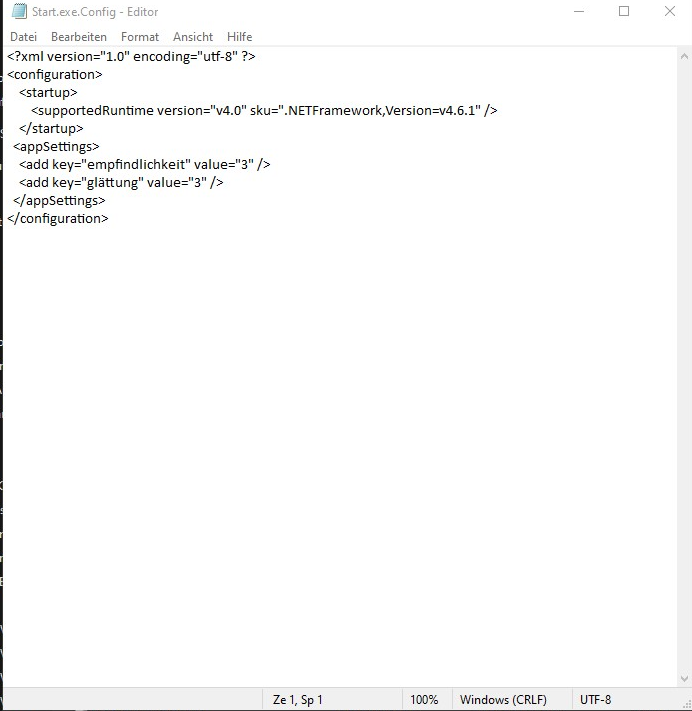 Start.exe.Config - Editor
Datei Bearbeiten Format Ansicht Hilfe
<?xml version="1.0" encoding="utf-8" ?>
<configuration>
<startup>
<supportedRuntime version="v4.0" sku=".NETFramework,Version=v4.6.1" />
</startup>
<appSettings>
<add key="empfindlichkeit" value="3" />
<add key="glättung" value="3" />
</appSettings>
</configuration>
Ze 1, Sp 1 100% Windows (CRLF) UTF-8